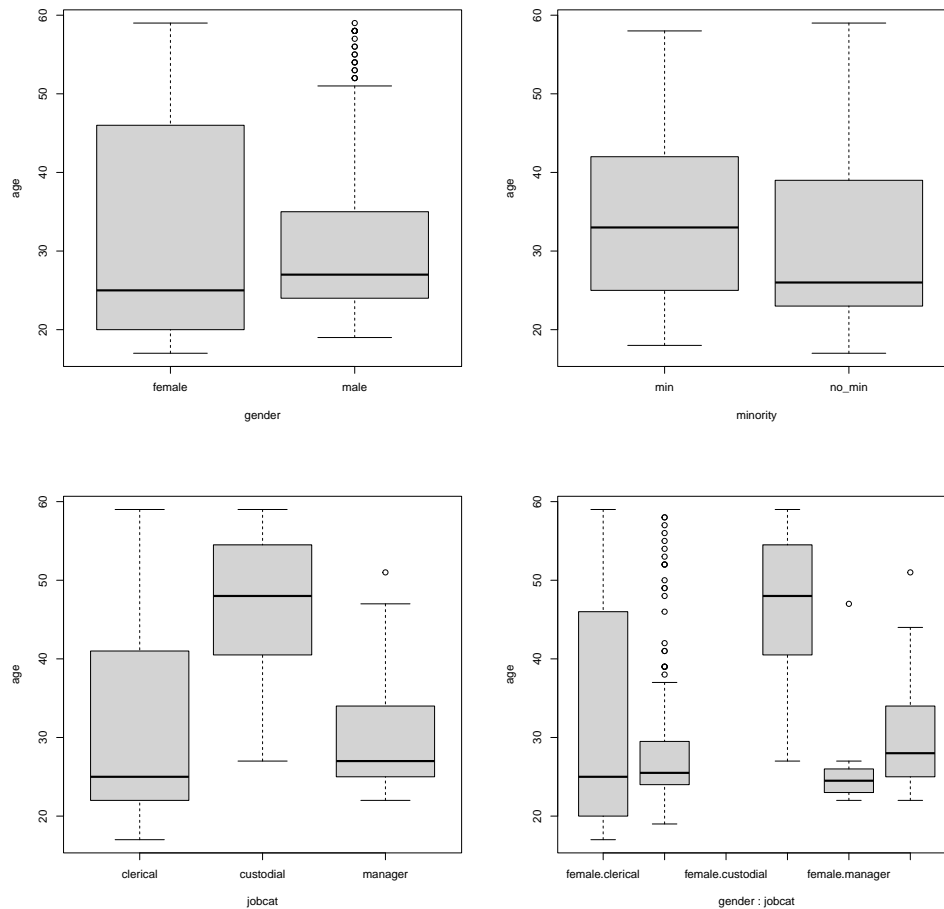 60
50
40
30
20
age
female
male
gender
60
50
40
30
20
age
min
no_min
minority
60
50
40
30
20
age
clerical
custodial
manager
jobcat
60
50
40
30
20
age
female.clerical
female.custodial
female.manager
gender : jobcat